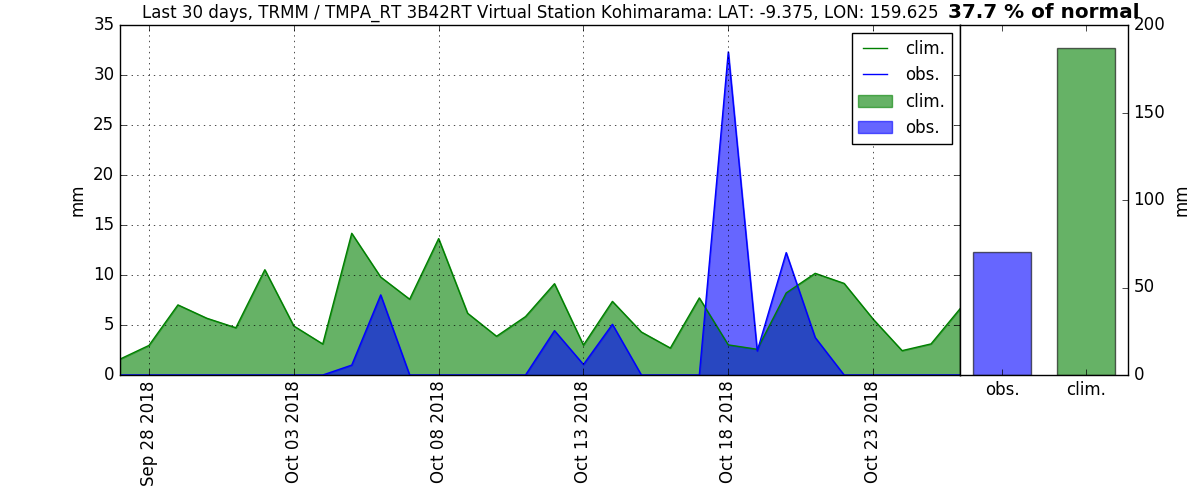 Last 30 days, TRMM / TMPA_RT 3B42RT Virtual Station Kohimarama: LAT: -9.375, LON: 159.625
37.7 % of normal
35
30
25
20
15
10
5
0
mm
clim.
obs.
clim.
obs.
200
150
100
50
0
mm
Sep 28 2018
Oct 03 2018
Oct 08 2018
Oct 13 2018
Oct 18 2018
Oct 23 2018
obs.
clim.